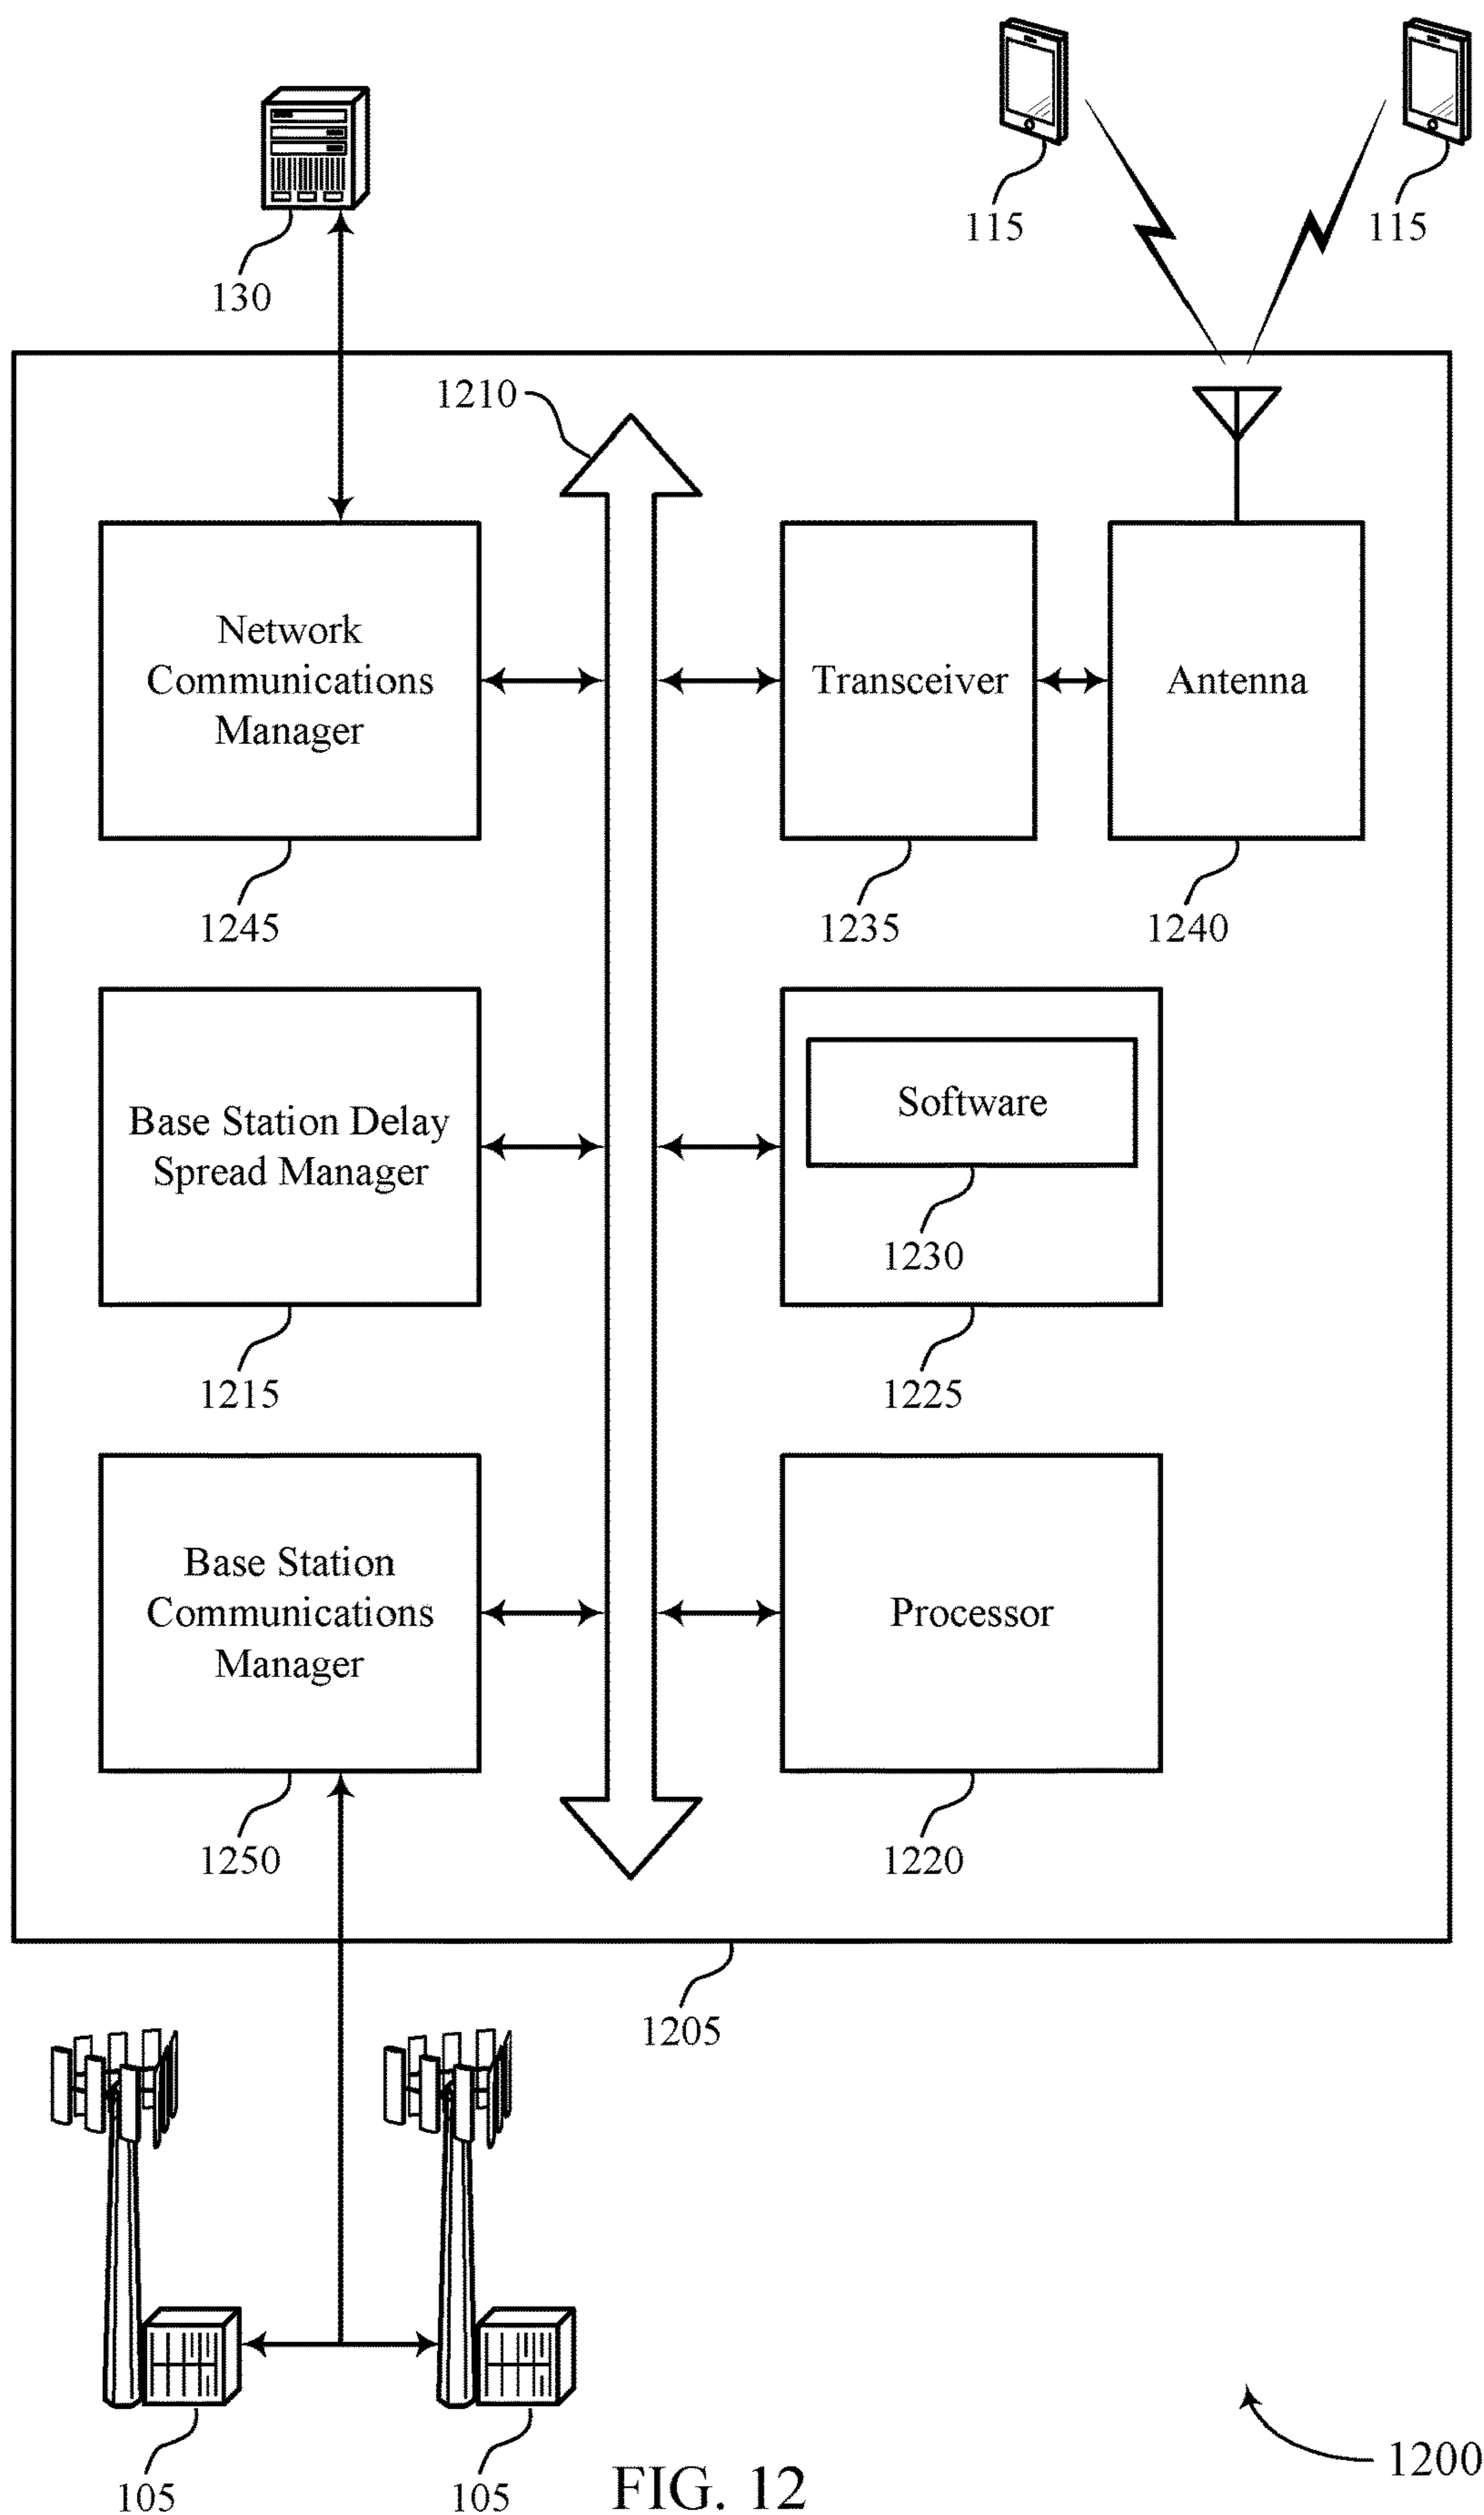 115
115
130
1210
Network
Communications
Manager
Transceiver
Antenna
1245
1235
1240
Base Station Delay
Spread Manager
Software
1230
1215
1225
Base Station
Communications
Manager
Processor
1250
1220
1205
105
105
1200
FIG. 12